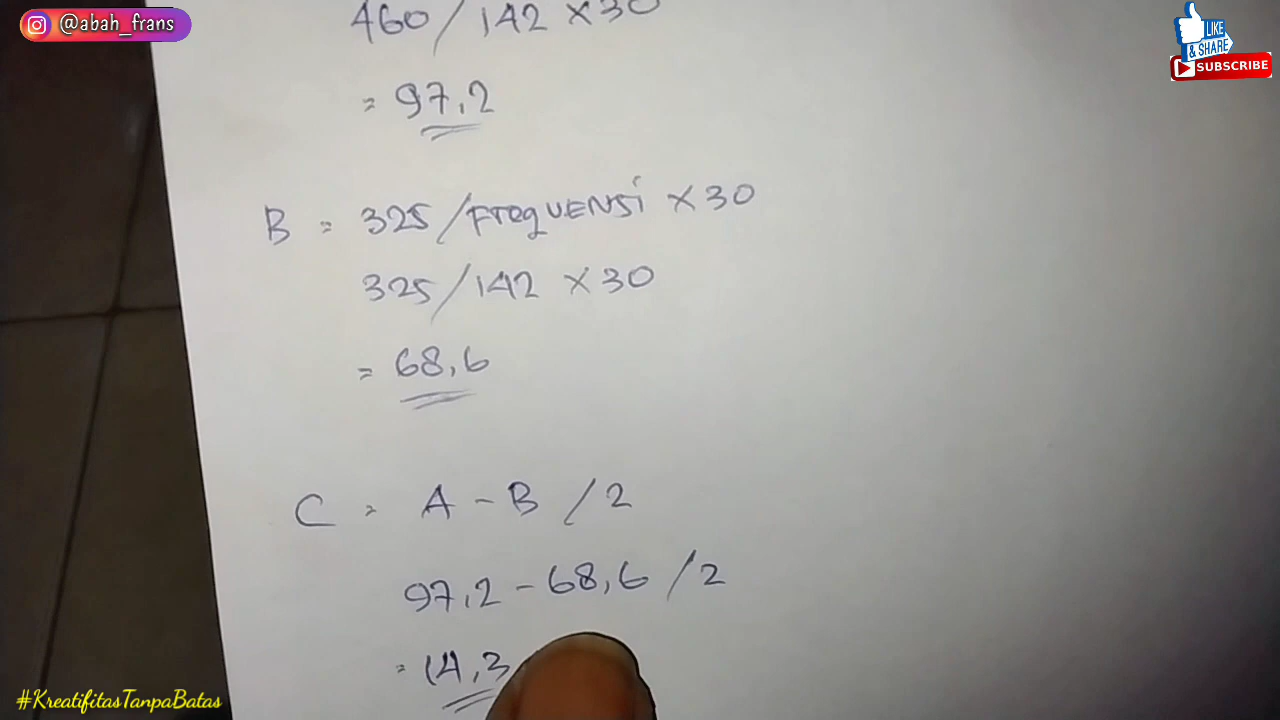 @abah_frans
LIKE
& SHARE
SUBSCRIBE
460/142 x 30
= 97,2
B = 325/FreqUENSi x 30
325/142 x 30
= 68,6
C = A - B /2
97,2 - 68,6 /2
= 14,3
#KreatifitasTanpaBatas